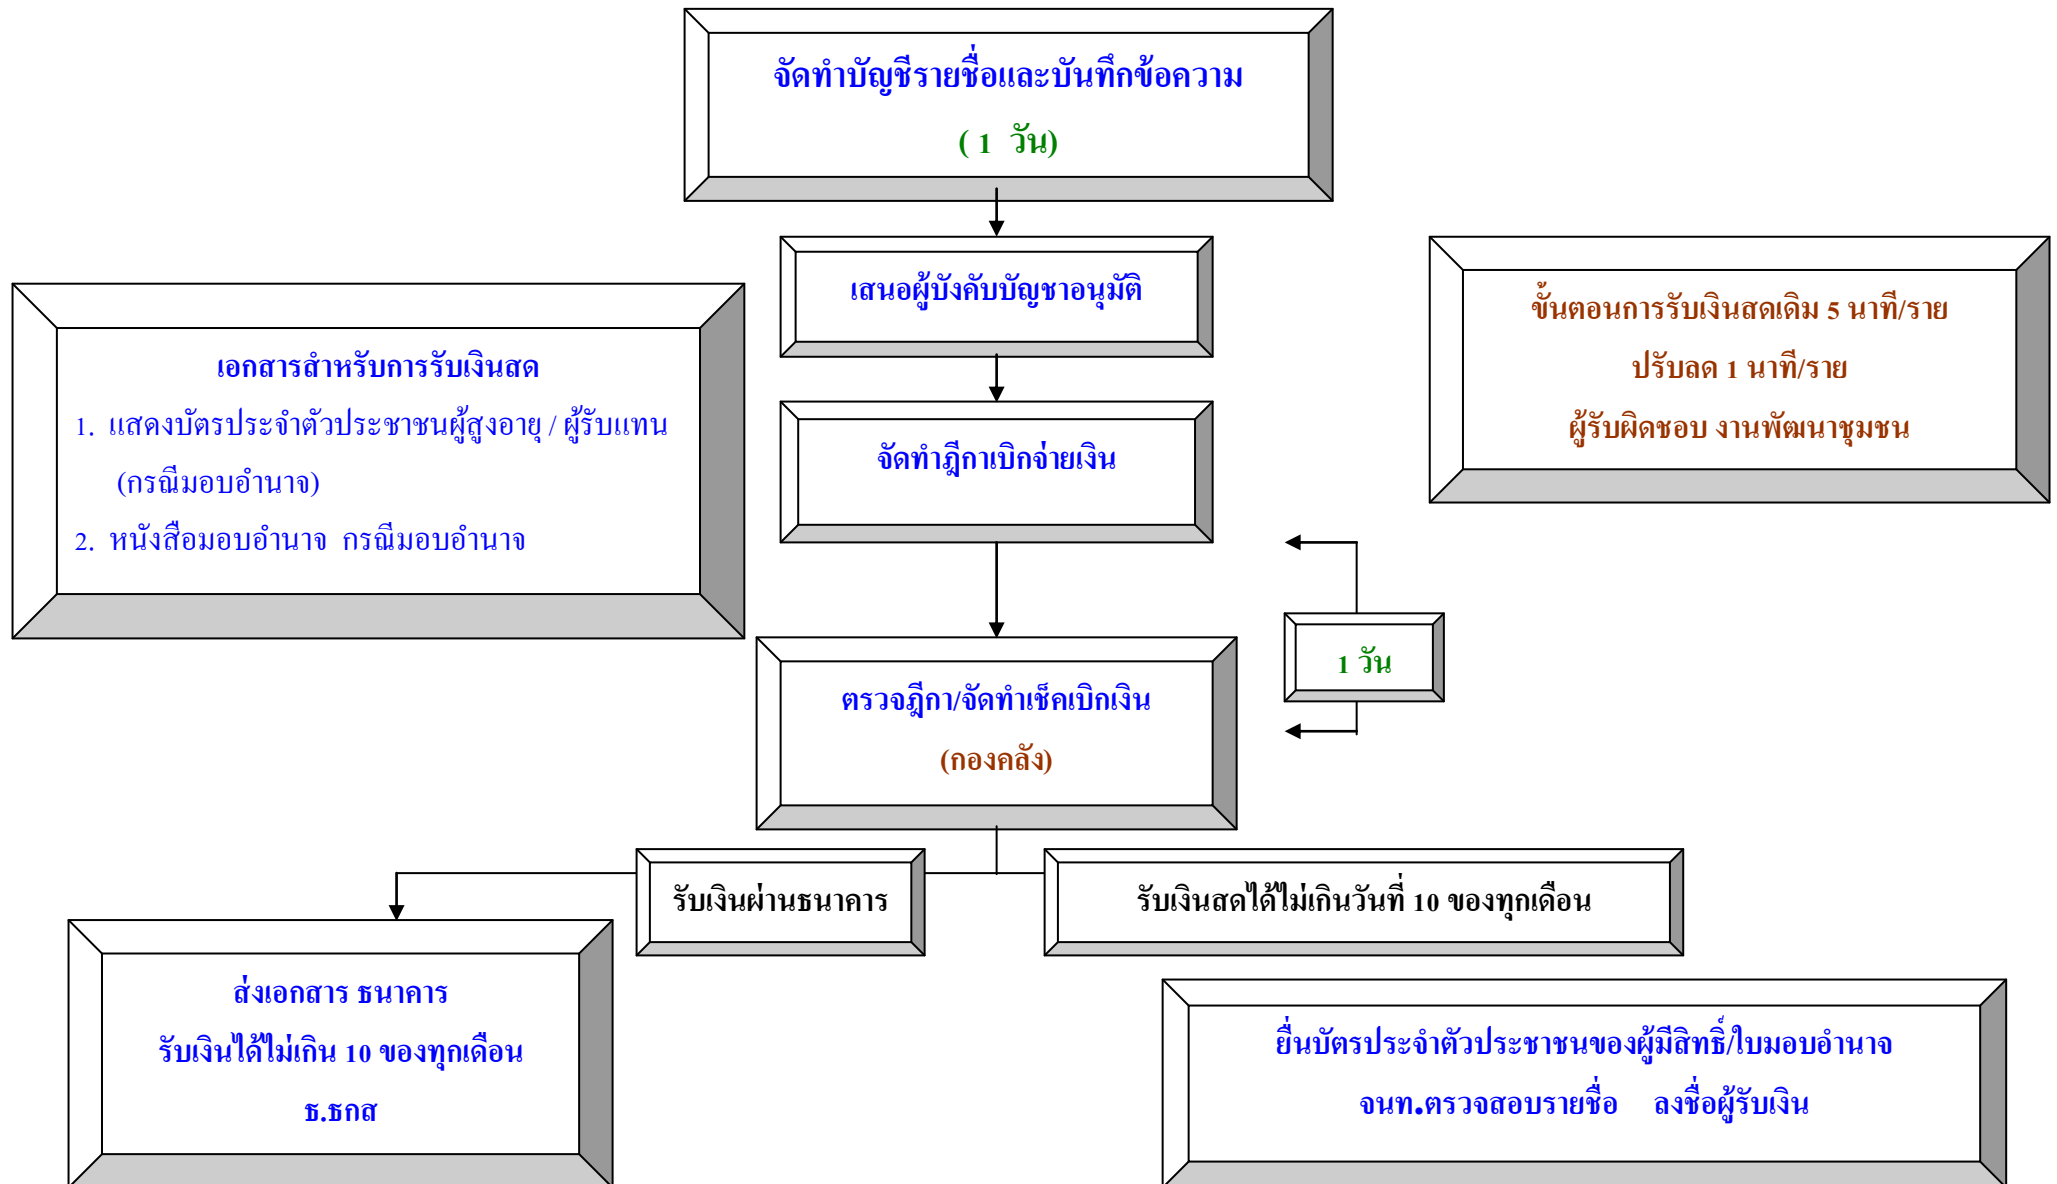 จัดทำบัญชีรายชื่อและบันทึกข้อความ
( 1 วัน)
เสนอผู้บังคับบัญชาอนุมัติ
ขั้นตอนการรับเงินสดเดิม 5 นาที/ราย
ปรับลด 1 นาที/ราย
ผู้รับผิดชอบ งานพัฒนาชุมชน
เอกสารสำหรับการรับเงินสด
1. แสดงบัตรประจำตัวประชาชนผู้สูงอายุ / ผู้รับแทน
(กรณีมอบอำนาจ)
2. หนังสือมอบอำนาจ กรณีมอบอำนาจ
จัดทำฎีกาเบิกจ่ายเงิน
1 วัน
ตรวจฎีกา/จัดทำเช็คเบิกเงิน
(กองคลัง)
รับเงินผ่านธนาคาร
รับเงินสดได้ไม่เกินวันที่ 10 ของทุกเดือน
ส่งเอกสาร ธนาคาร
รับเงินได้ไม่เกิน 10 ของทุกเดือน
ธ.ธกส
ยื่นบัตรประจำตัวประชาชนของผู้มีสิทธิ์/ใบมอบอำนาจ
จนท.ตรวจสอบรายชื่อ ลงชื่อผู้รับเงิน